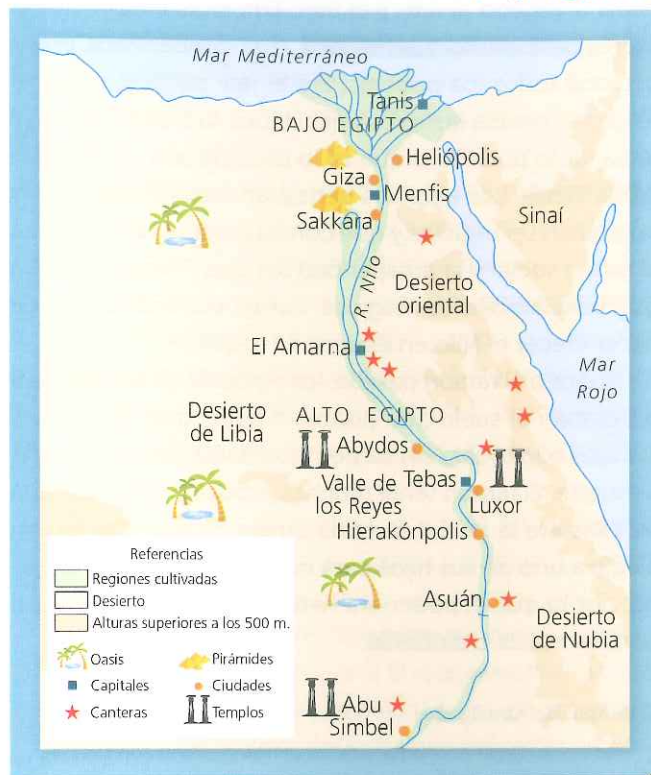 Mar Mediterráneo
Tanis
BAJO EGIPTO
Heliópolis
Giza
Menfis
Sakkara
Sinaí
R. Nilo
Desierto
oriental
El Amarna
Mar
Rojo
Desierto
de Libia
ALTO EGIPTO
Abydos
Tebas
Valle de
los Reyes
Luxor
Hierakónpolis
Asuán
Desierto
de Nubia
Abu
Simbel
Referencias
Regiones cultivadas
Desierto
Alturas superiores a los 500 m.
Oasis
Pirámides
Capitales
Ciudades
Canteras
Templos